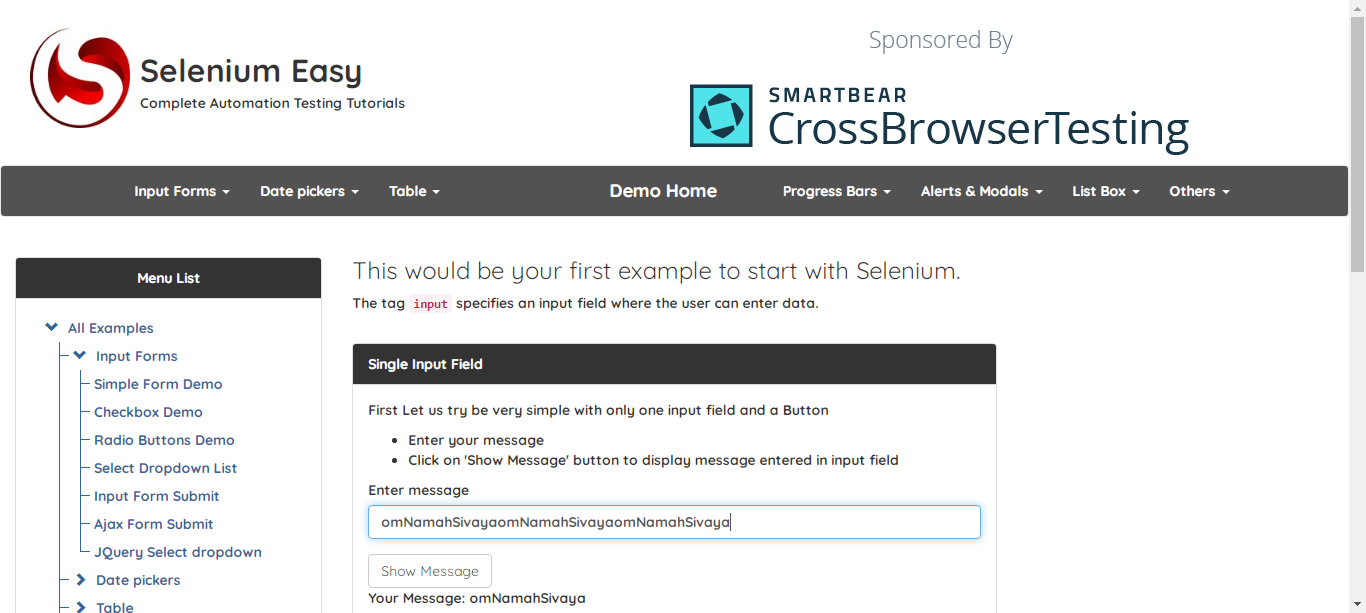 Selenium Easy
Complete Automation Testing Tutorials
Sponsored By
SMARTBEAR
CrossBrowserTesting
Input Forms Date pickers Table Demo Home Progress Bars Alerts & Modals List Box Others
Menu List
All Examples
Input Forms
Simple Form Demo
Checkbox Demo
Radio Buttons Demo
Select Dropdown List
Input Form Submit
Ajax Form Submit
JQuery Select dropdown
Date pickers
Table
This would be your first example to start with Selenium.
The tag input specifies an input field where the user can enter data.
Single Input Field
First Let us try be very simple with only one input field and a Button
Enter your message
Click on 'Show Message' button to display message entered in input field
Enter message
omNamahSivayaomNamahSivayaomNamahSivaya
Show Message
Your Message: omNamahSivaya